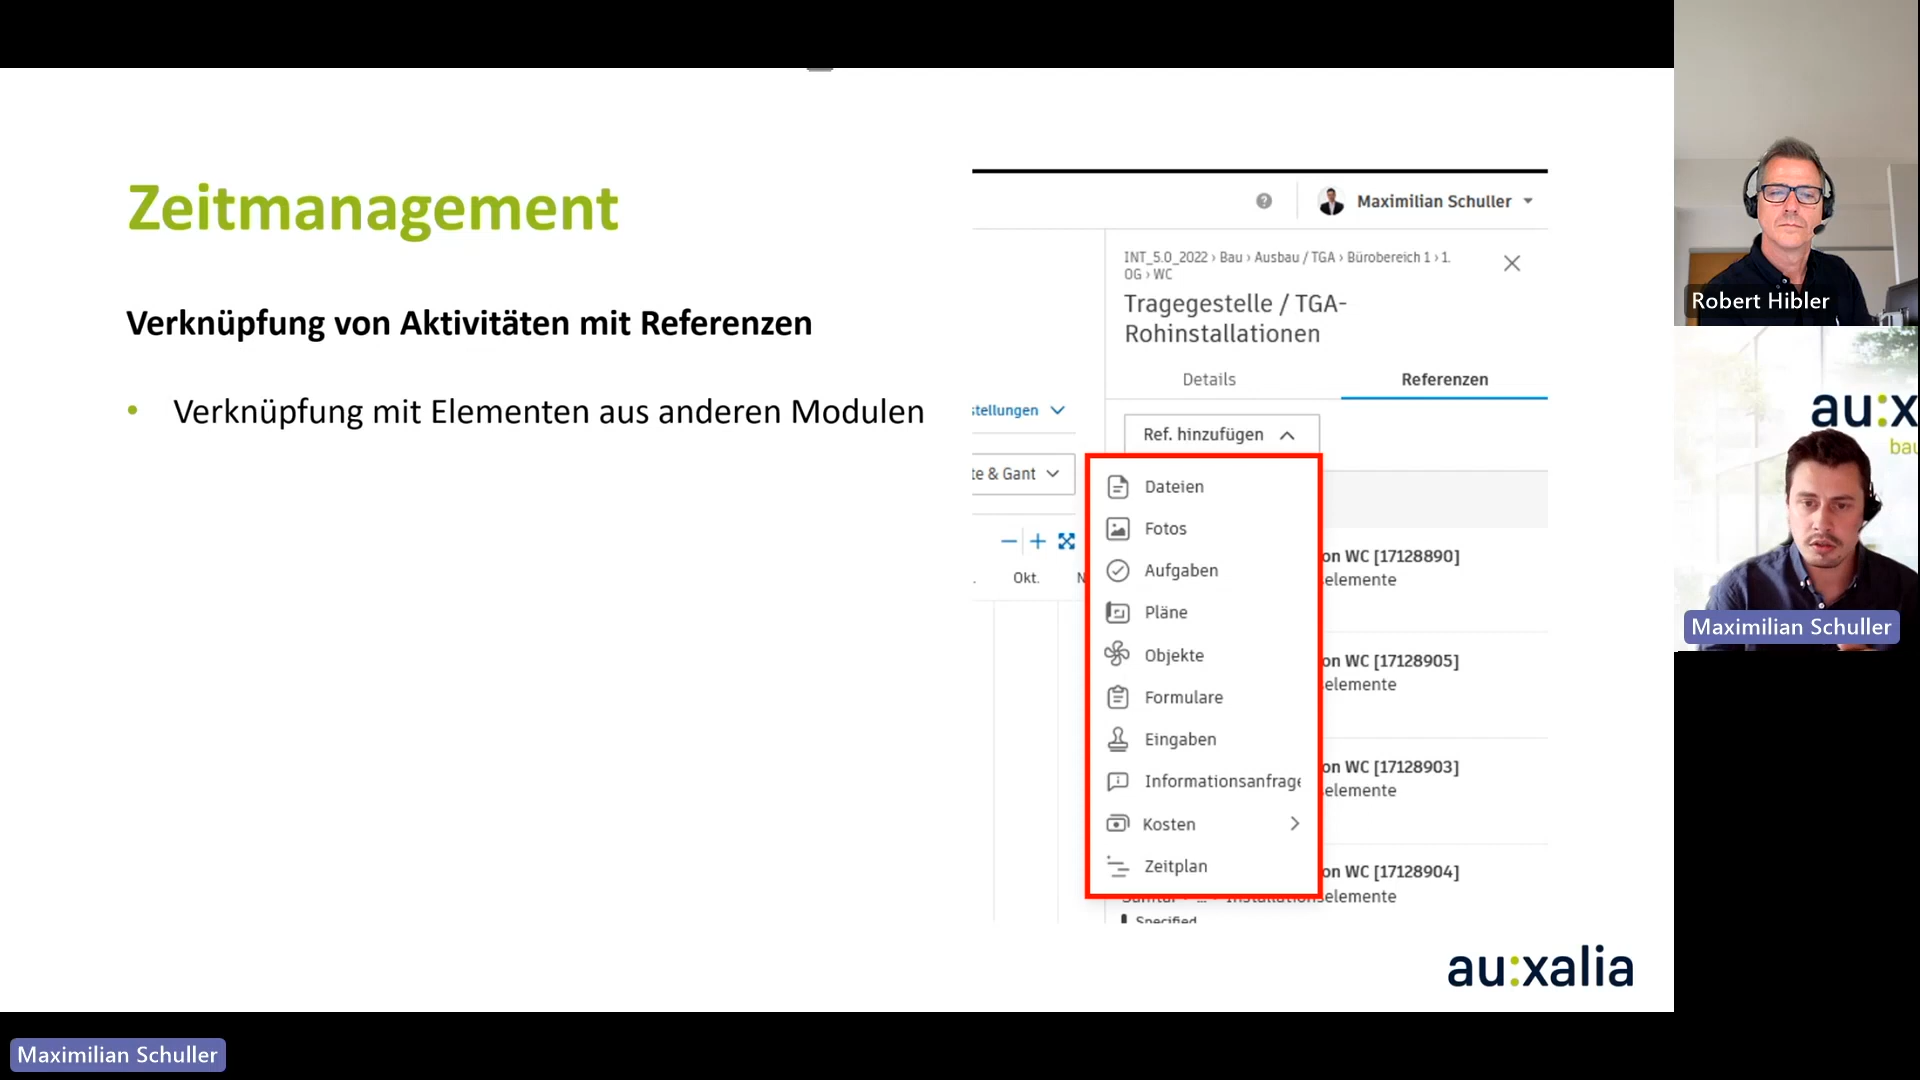 Zeitmanagement
Verknüpfung von Aktivitäten mit Referenzen
• Verknüpfung mit Elementen aus anderen Modulen
Maximilian Schuller
INT_5.0_2022 › Bau › Ausbau / TGA › Bürobereich 1 › 1.
OG › WC
Tragegestelle / TGA-
Rohinstallationen
Details
Referenzen
stellungen
Ref. hinzufügen
te & Gant
Okt.
N
Dateien
Fotos
Aufgaben
Pläne
Objekte
Formulare
Eingaben
Informationsanfrage
Kosten
Zeitplan
on WC [17128890]
elemente
on WC [17128905]
elemente
on WC [17128903]
elemente
on WC [17128904]
elemente
Specified
au:xalia
Robert Hibler
au:x
bau
Maximilian Schuller
Maximilian Schuller